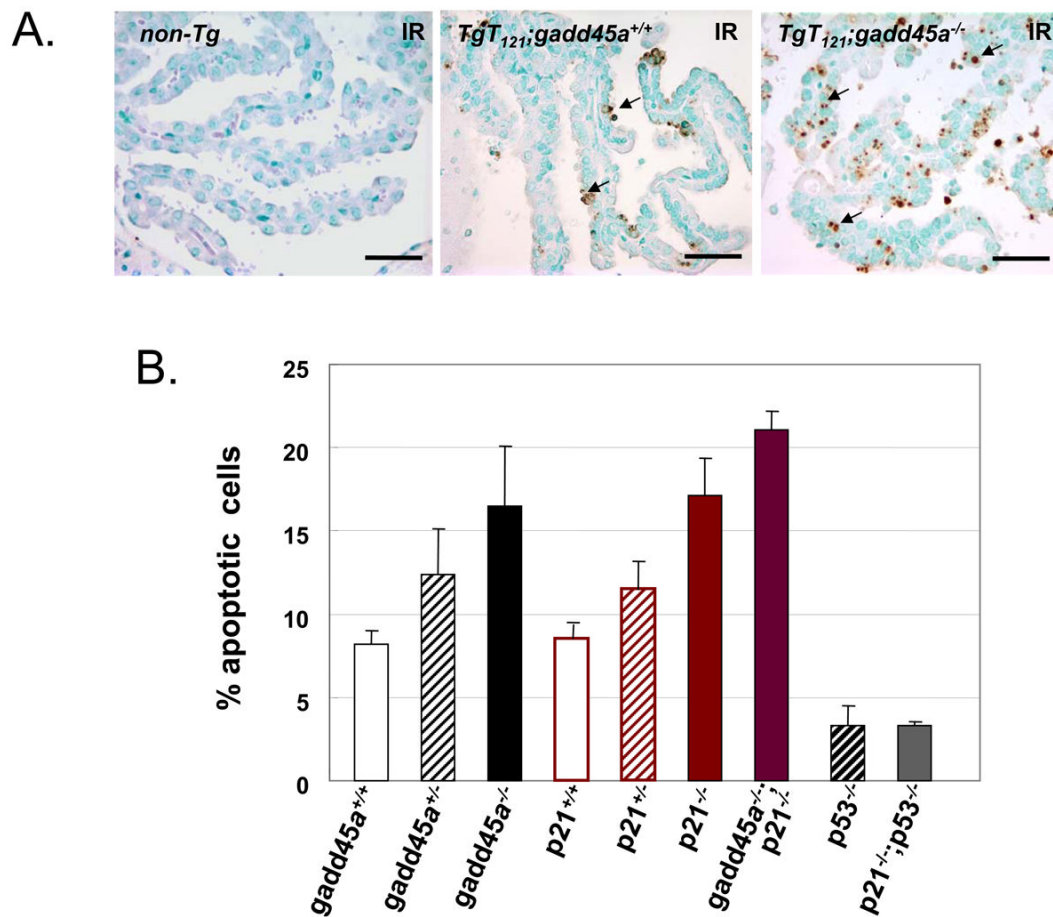 A.
non-Tg IR
TgT₁₂₁;gadd45a⁺/⁺ IR
TgT₁₂₁;gadd45a⁻/⁻ IR
B.
% apoptotic cells
25
20
15
10
5
0
gadd45a⁺/⁺
gadd45a⁺/⁻
gadd45a⁻/⁻
p21⁺/⁺
p21⁺/⁻
p21⁻/⁻
gadd45a⁻/⁻;
p21⁻/⁻
p53⁻/⁻
p21⁻/⁻;p53⁻/⁻